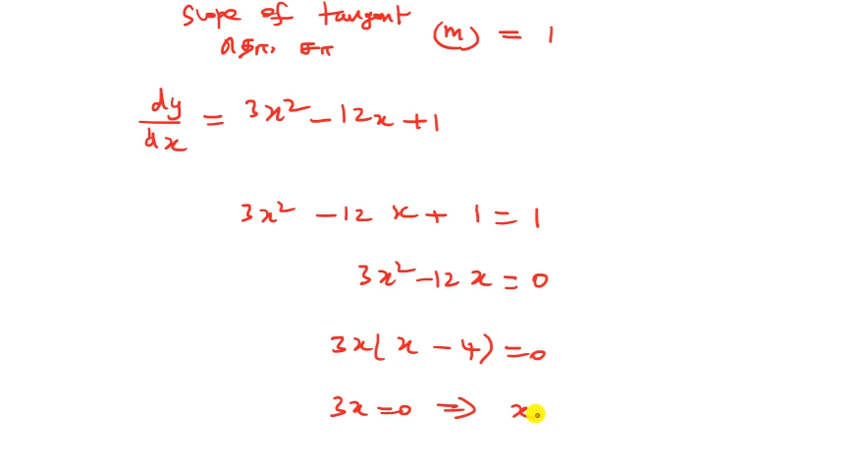 slope of tangent (m) = 1
dy/dx = 3x² - 12x + 1
3x² - 12x + 1 = 1
3x² - 12x = 0
3x(x - 4) = 0
3x = 0 ⇒ x